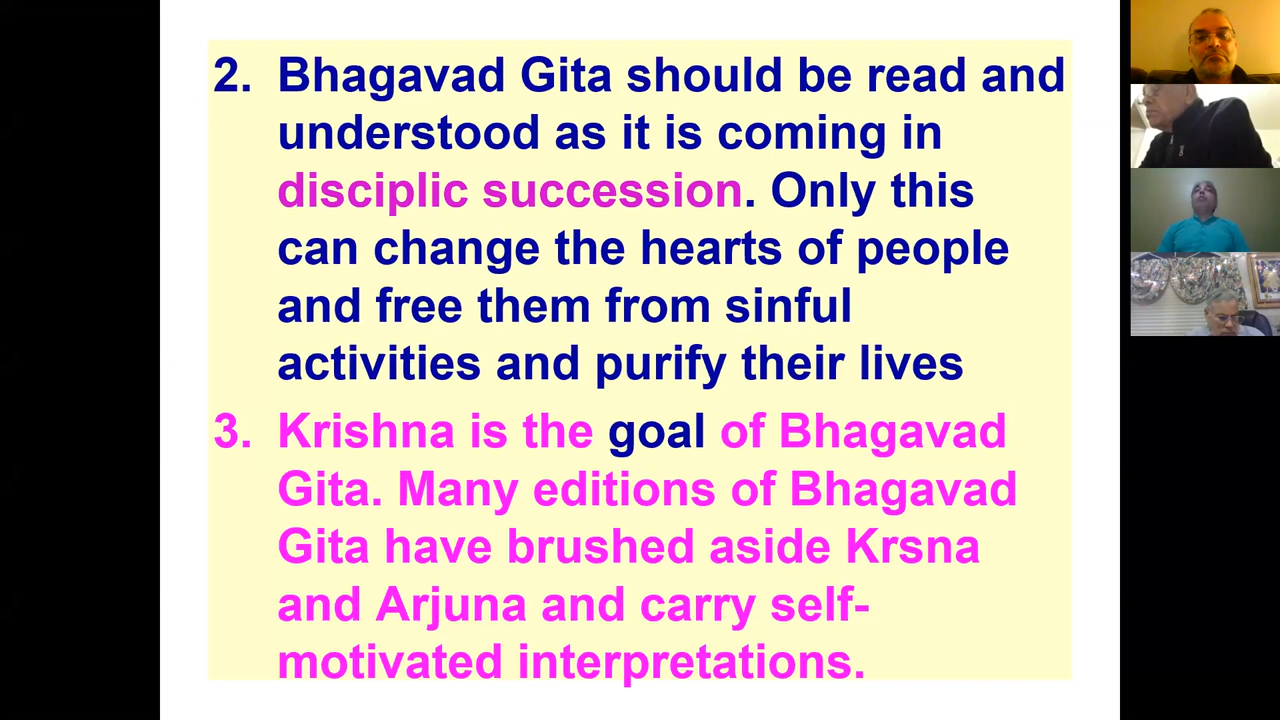 2. Bhagavad Gita should be read and
understood as it is coming in
disciplic succession. Only this
can change the hearts of people
and free them from sinful
activities and purify their lives
3. Krishna is the goal of Bhagavad
Gita. Many editions of Bhagavad
Gita have brushed aside Krsna
and Arjuna and carry self-
motivated interpretations.